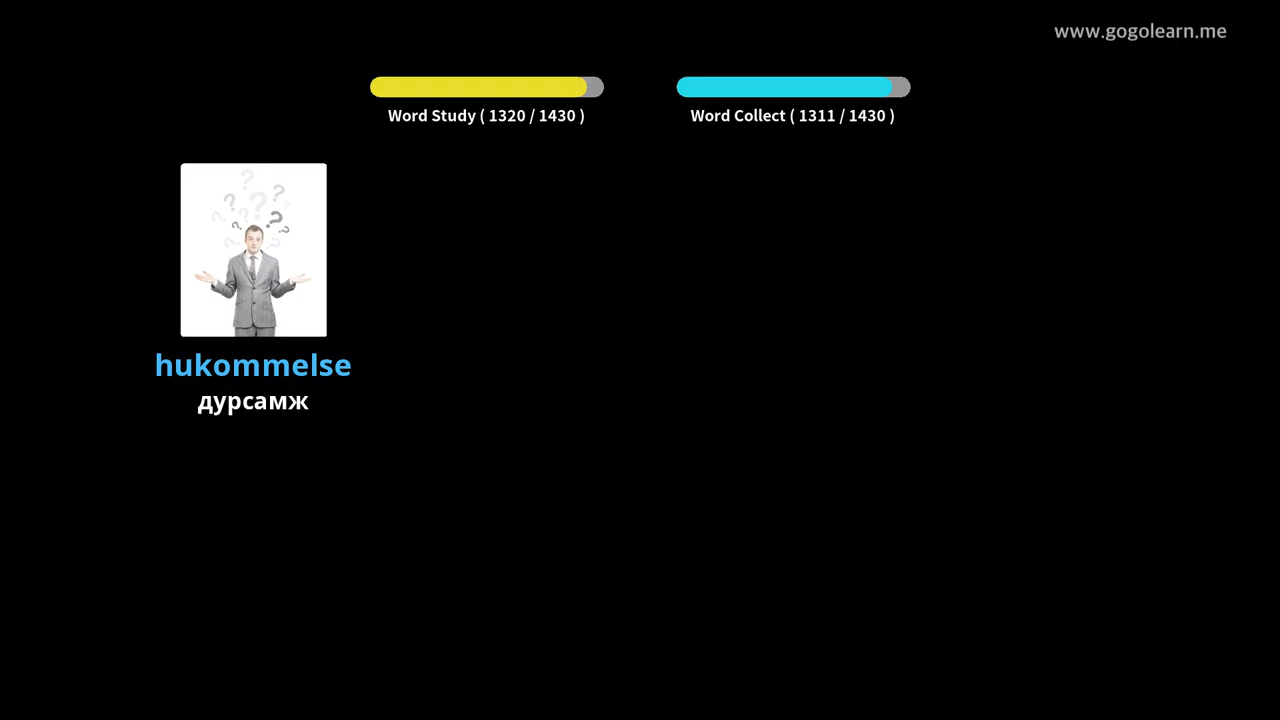 www.gogolearn.me
Word Study ( 1320 / 1430 )
Word Collect ( 1311 / 1430 )
hukommelse
дурсамж